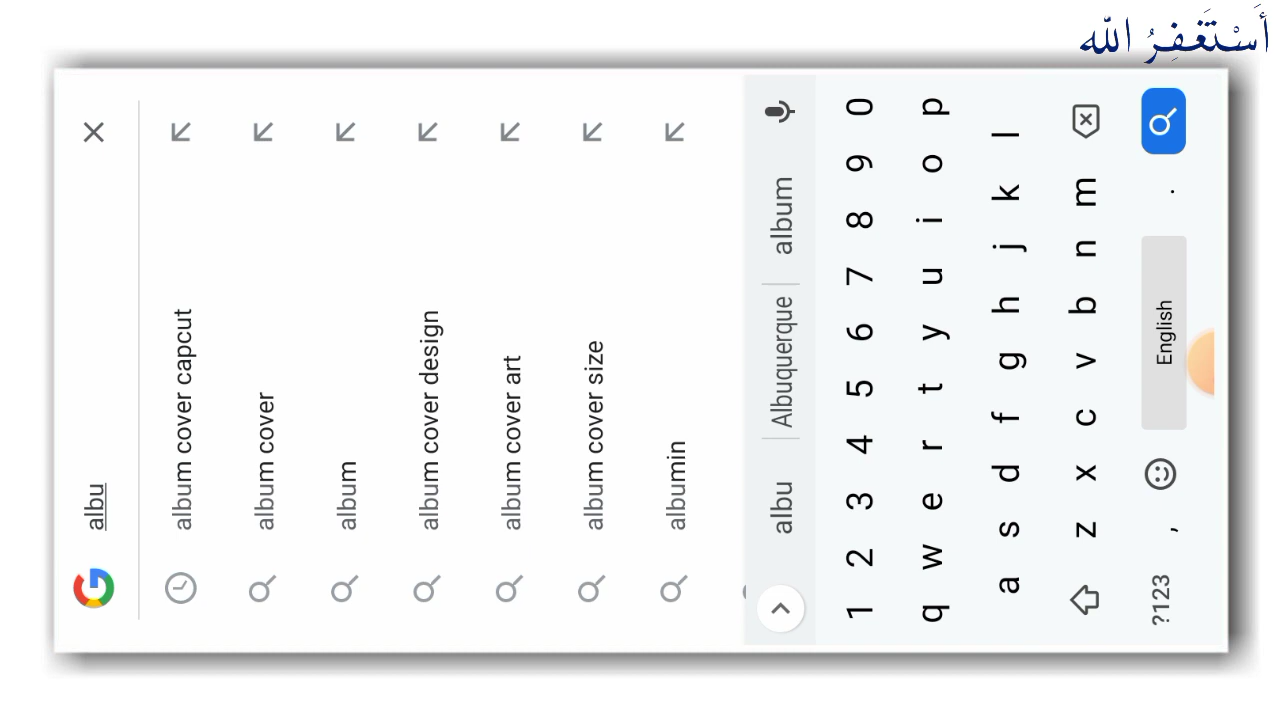 أَسْتَغْفِرُ اللّٰه
albu
album cover capcut
album cover
album
album cover design
album cover art
album cover size
albumin
albu Albuquerque album
1 2 3 4 5 6 7 8 9 0
q w e r t y u i o p
a s d f g h j k l
z x c v b n m
?123 , English .